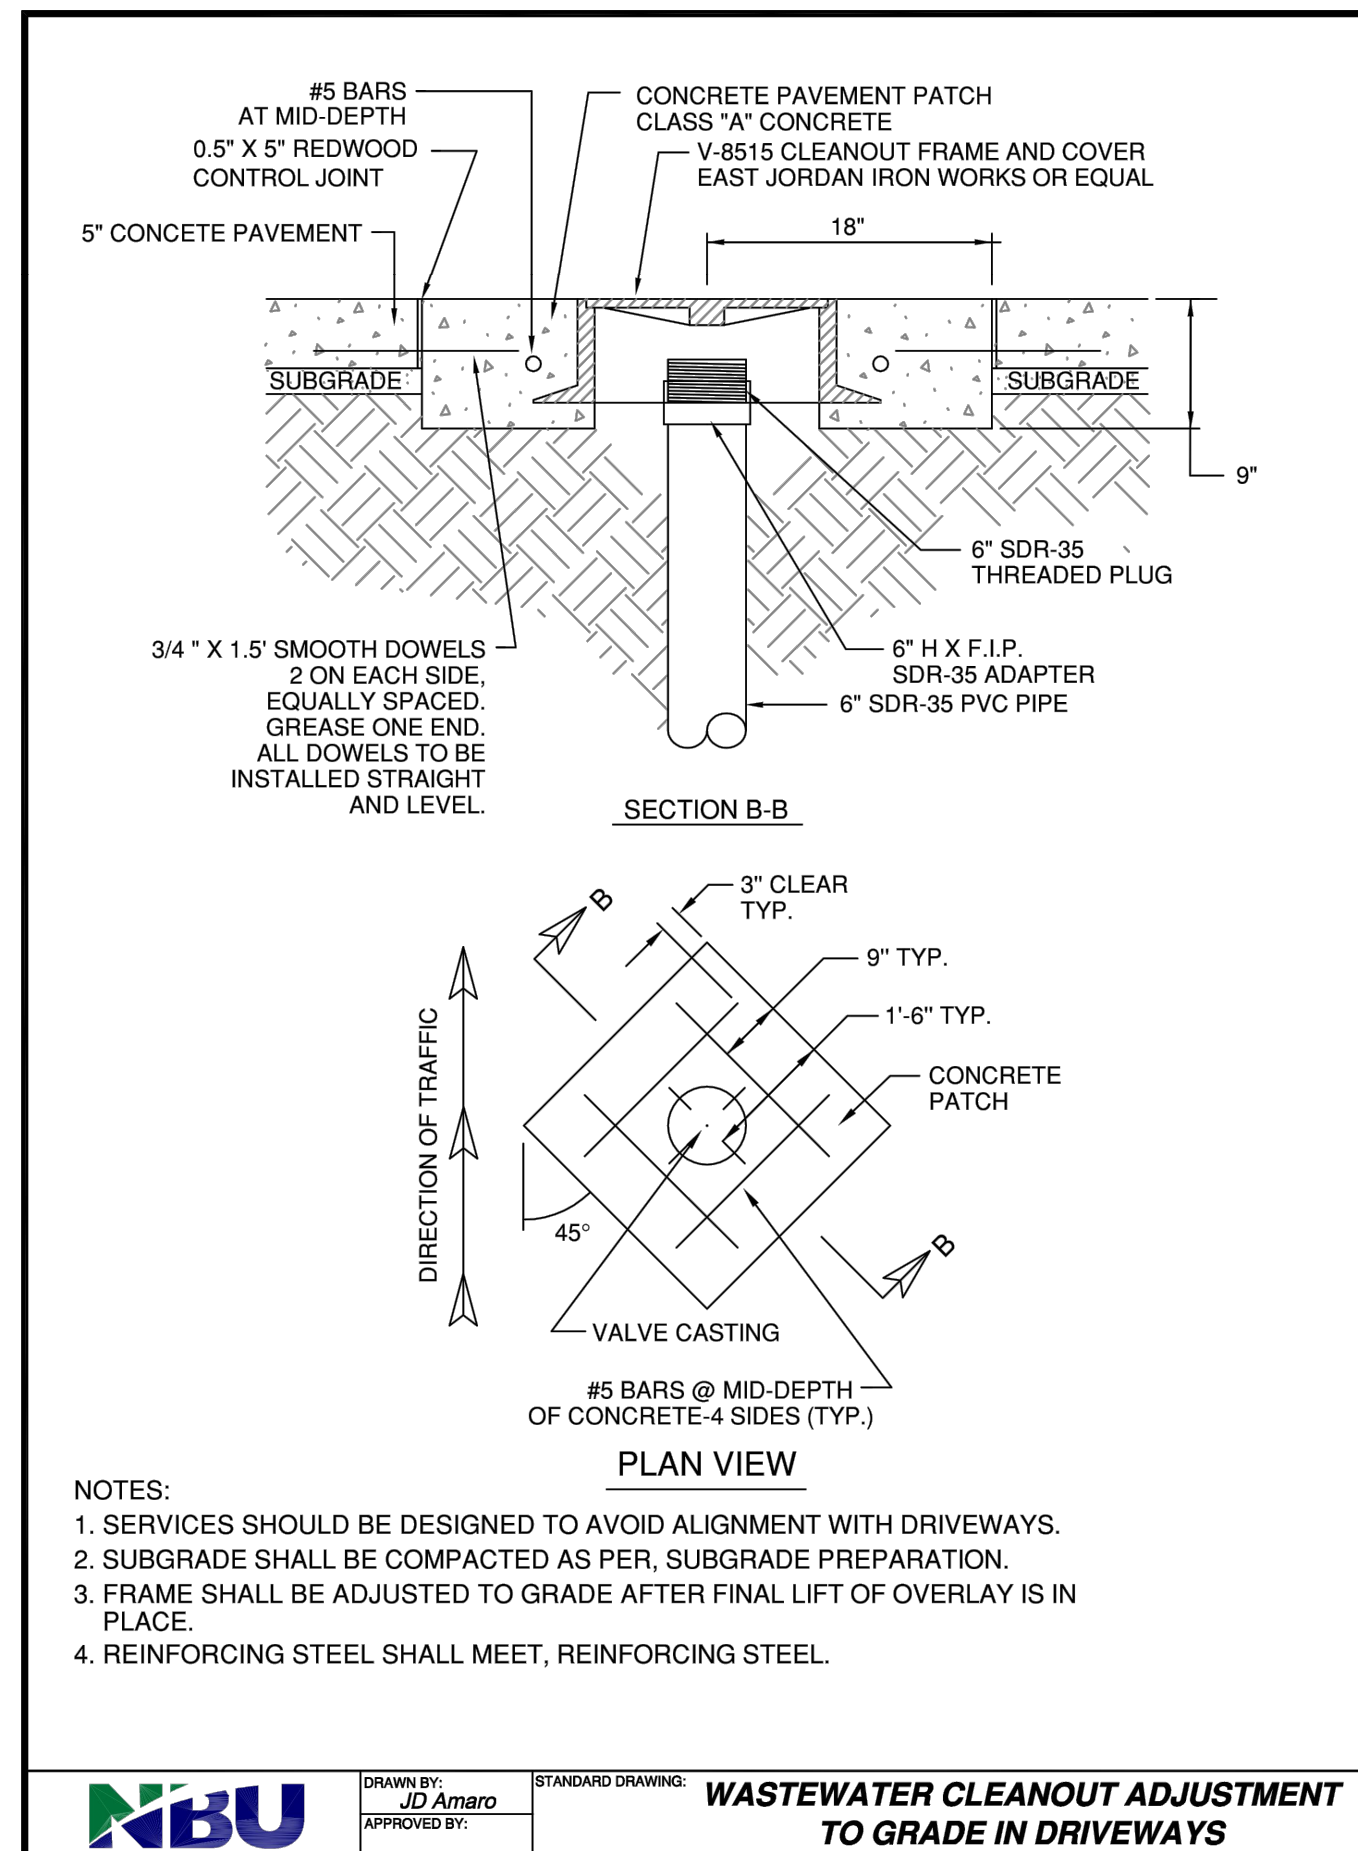 #5 BARS
AT MID-DEPTH
0.5" X 5" REDWOOD
CONTROL JOINT
5" CONCETE PAVEMENT
CONCRETE PAVEMENT PATCH
CLASS "A" CONCRETE
V-8515 CLEANOUT FRAME AND COVER
EAST JORDAN IRON WORKS OR EQUAL
18"
SUBGRADE
SUBGRADE
9"
6" SDR-35
THREADED PLUG
3/4 " X 1.5' SMOOTH DOWELS
2 ON EACH SIDE,
EQUALLY SPACED.
GREASE ONE END.
ALL DOWELS TO BE
INSTALLED STRAIGHT
AND LEVEL.
6" H X F.I.P.
SDR-35 ADAPTER
6" SDR-35 PVC PIPE
SECTION B-B
B
3" CLEAR
TYP.
9" TYP.
1'-6" TYP.
CONCRETE
PATCH
DIRECTION OF TRAFFIC
45°
B
VALVE CASTING
#5 BARS @ MID-DEPTH
OF CONCRETE-4 SIDES (TYP.)
PLAN VIEW
NOTES:
1. SERVICES SHOULD BE DESIGNED TO AVOID ALIGNMENT WITH DRIVEWAYS.
2. SUBGRADE SHALL BE COMPACTED AS PER, SUBGRADE PREPARATION.
3. FRAME SHALL BE ADJUSTED TO GRADE AFTER FINAL LIFT OF OVERLAY IS IN
PLACE.
4. REINFORCING STEEL SHALL MEET, REINFORCING STEEL.
NBU
DRAWN BY:
JD Amaro
APPROVED BY:
STANDARD DRAWING:
WASTEWATER CLEANOUT ADJUSTMENT
TO GRADE IN DRIVEWAYS